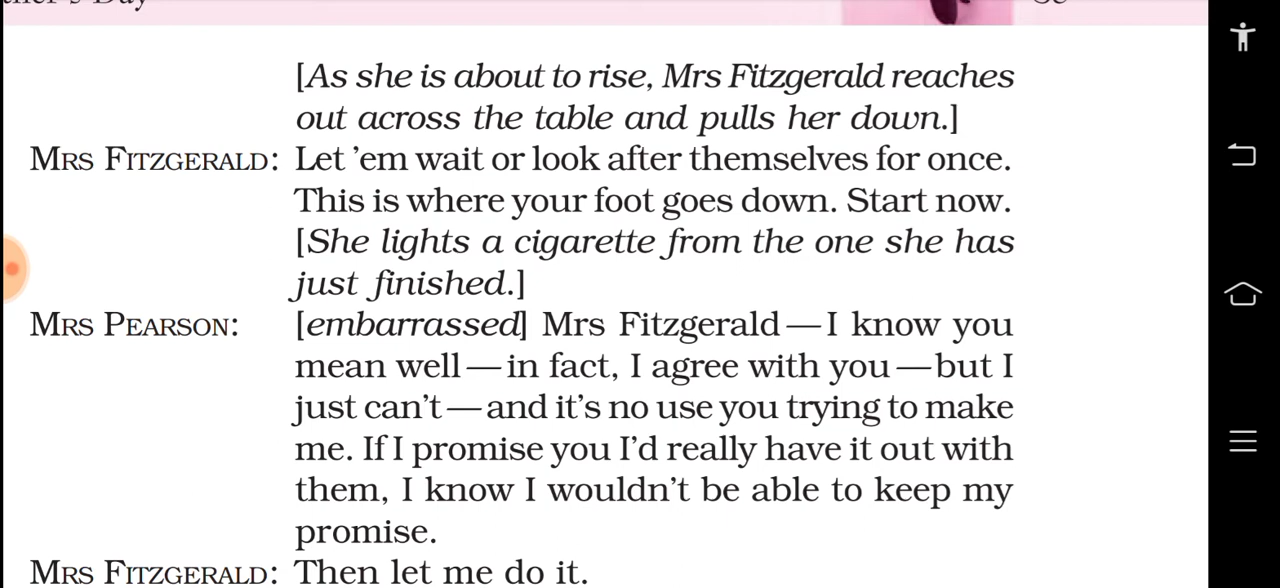 [As she is about to rise, Mrs Fitzgerald reaches
out across the table and pulls her down.]
MRS FITZGERALD: Let ’em wait or look after themselves for once.
This is where your foot goes down. Start now.
[She lights a cigarette from the one she has
just finished.]
MRS PEARSON: [embarrassed] Mrs Fitzgerald—I know you
mean well—in fact, I agree with you—but I
just can’t—and it’s no use you trying to make
me. If I promise you I’d really have it out with
them, I know I wouldn’t be able to keep my
promise.
MRS FITZGERALD: Then let me do it.